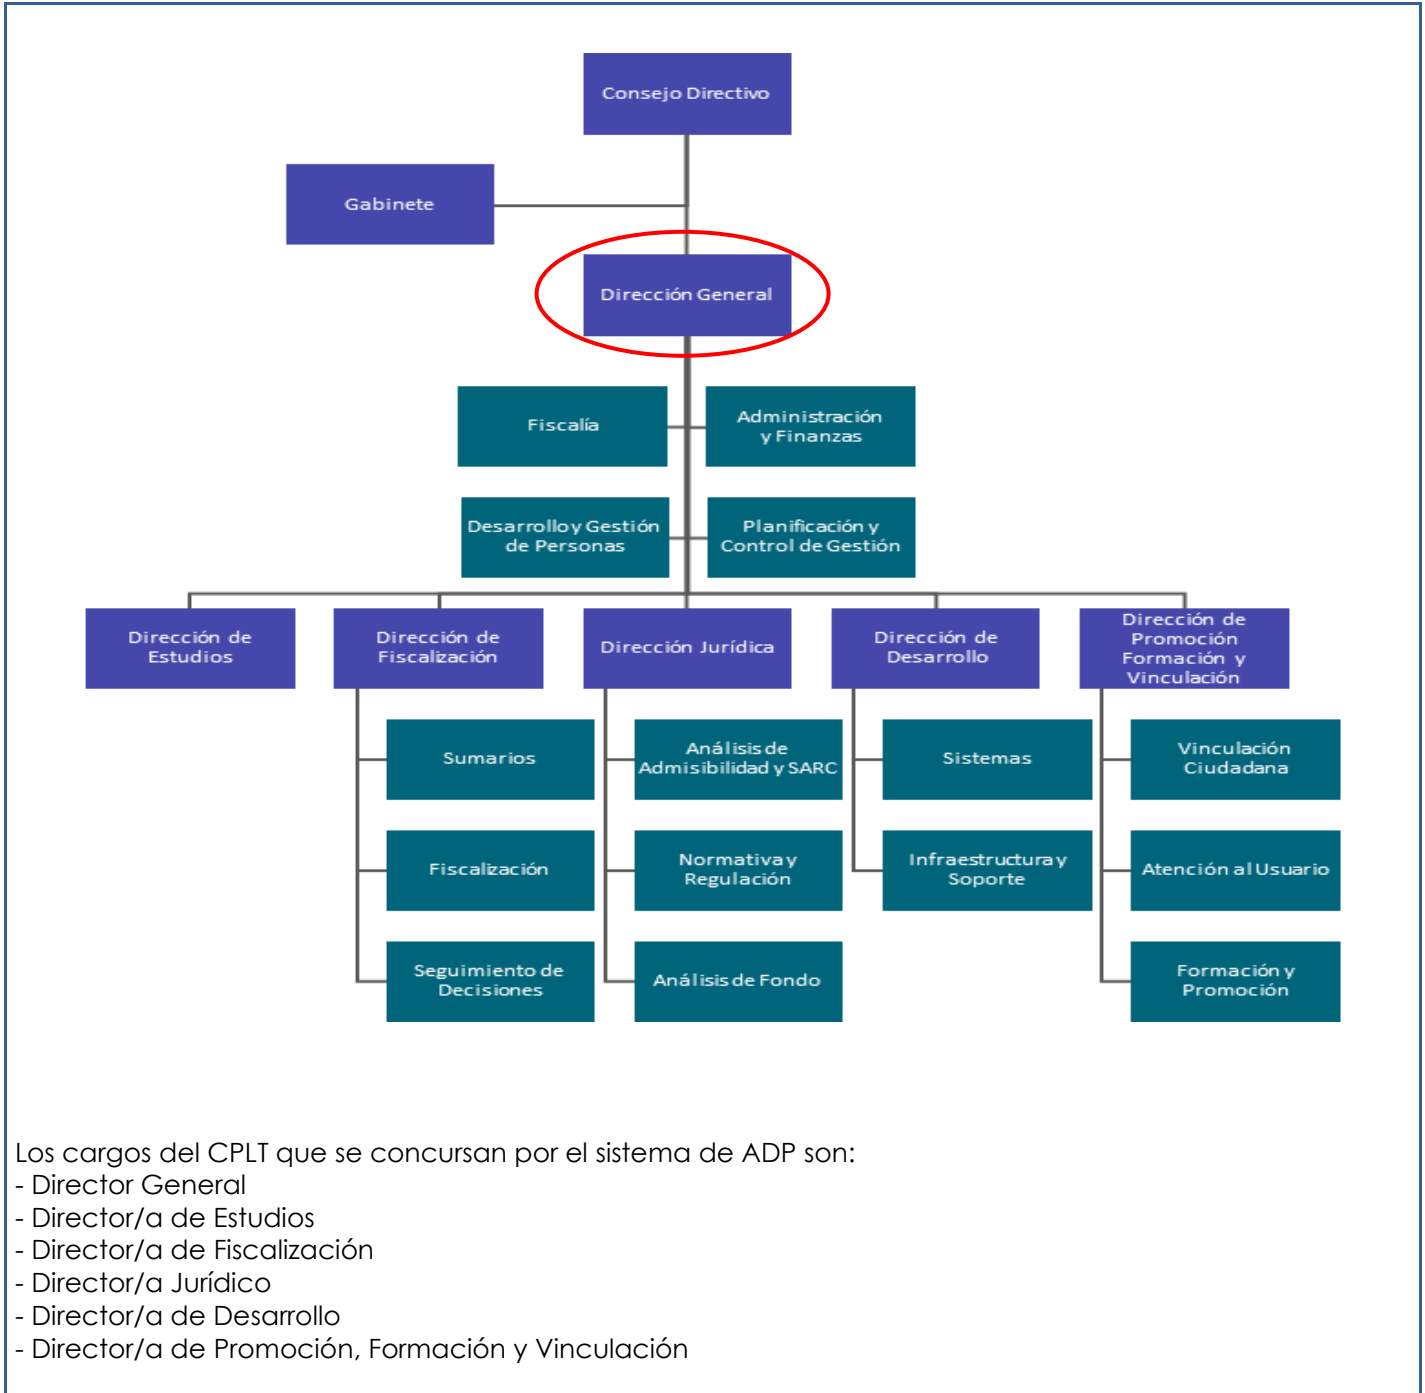 Consejo Directivo
Gabinete
Dirección General
Fiscalía
Administración
y Finanzas
Desarrollo y Gestión
de Personas
Planificación y
Control de Gestión
Dirección de
Estudios
Dirección de
Fiscalización
Dirección Jurídica
Dirección de
Desarrollo
Dirección de
Promoción
Formación y
Vinculación
Sumarios
Fiscalización
Seguimiento de
Decisiones
Análisis de
Admisibilidad y SARC
Normativa y
Regulación
Análisis de Fondo
Sistemas
Infraestructura y
Soporte
Vinculación
Ciudadana
Atención al Usuario
Formación y
Promoción
Los cargos del CPLT que se concursan por el sistema de ADP son:
- Director General
- Director/a de Estudios
- Director/a de Fiscalización
- Director/a Jurídico
- Director/a de Desarrollo
- Director/a de Promoción, Formación y Vinculación